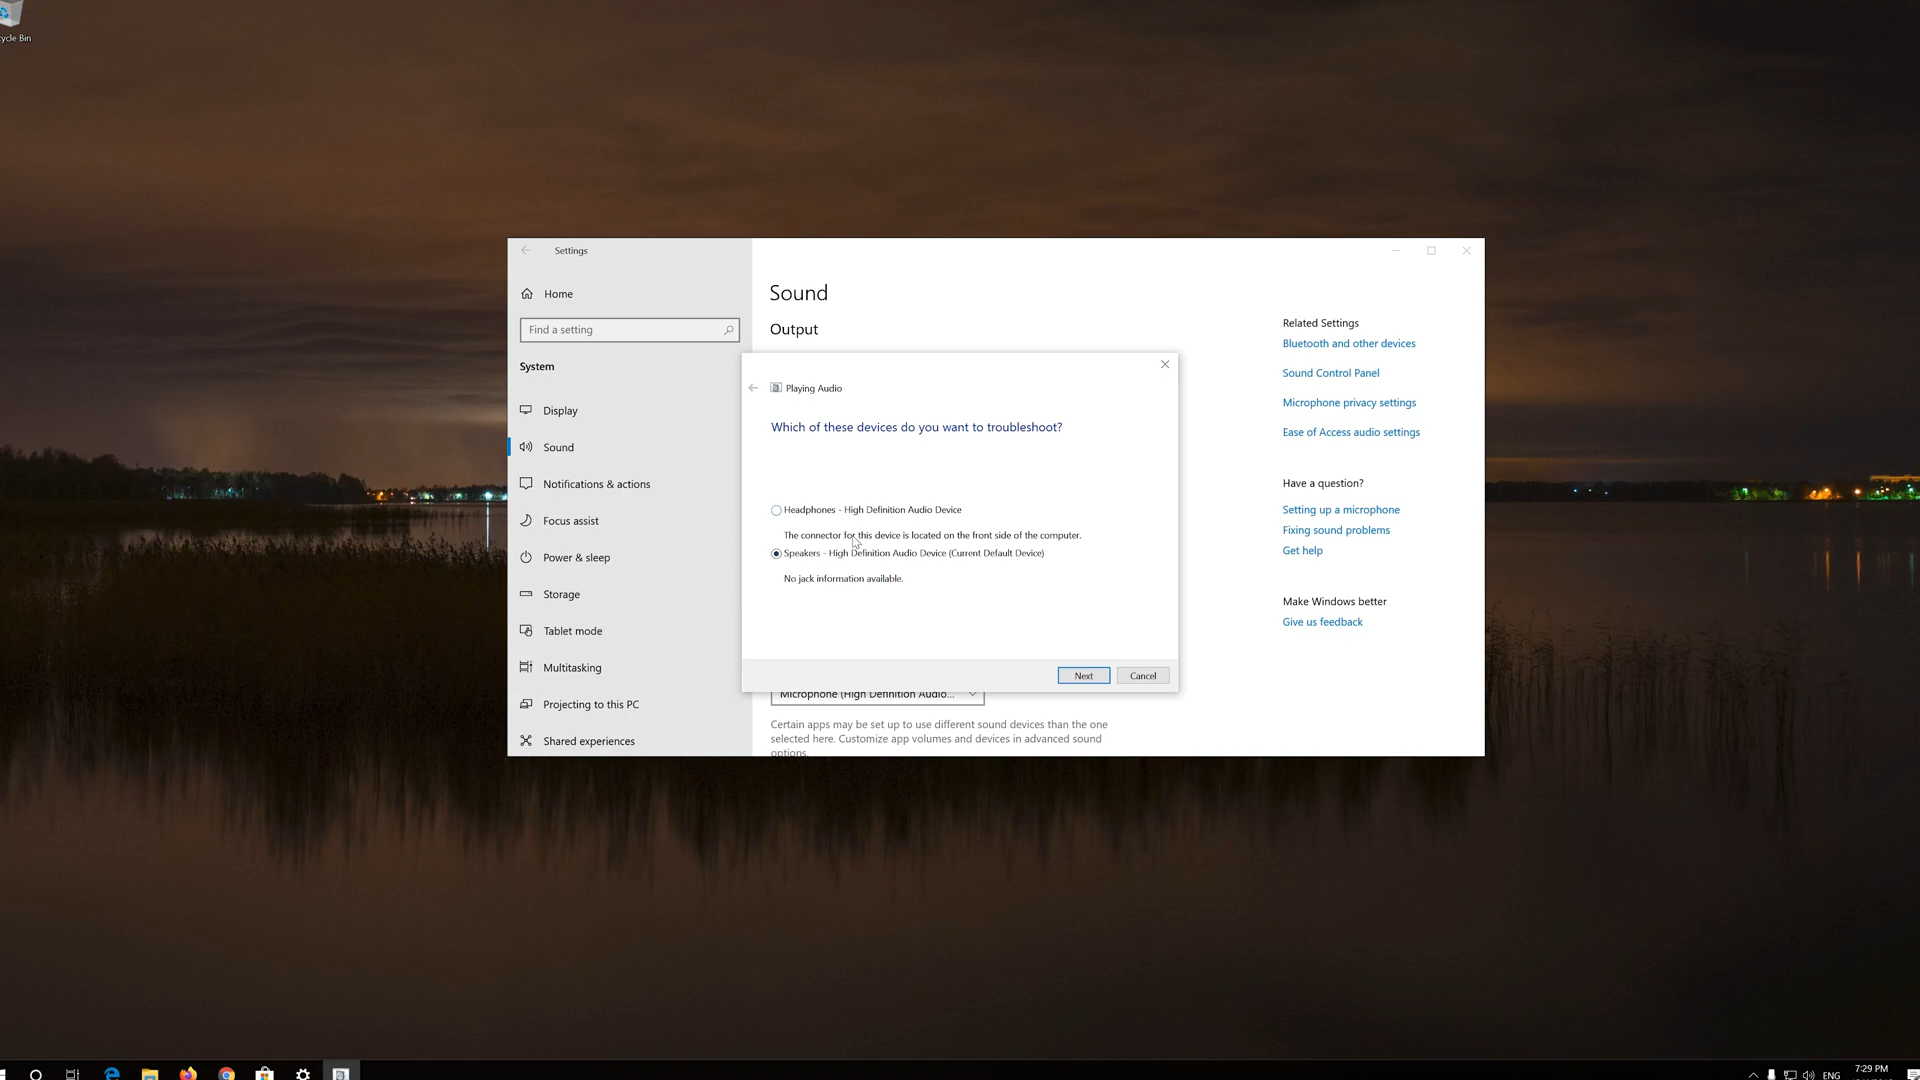 cycle Bin
Settings
Home
Find a setting
System
Display
Sound
Notifications & actions
Focus assist
Power & sleep
Storage
Tablet mode
Multitasking
Projecting to this PC
Shared experiences
Sound
Output
Playing Audio
Which of these devices do you want to troubleshoot?
Headphones - High Definition Audio Device
The connector for this device is located on the front side of the computer.
Speakers - High Definition Audio Device (Current Default Device)
No jack information available.
Next
Cancel
Microphone (High Definition Audio...
Certain apps may be set up to use different sound devices than the one
selected here. Customize app volumes and devices in advanced sound
options.
Related Settings
Bluetooth and other devices
Sound Control Panel
Microphone privacy settings
Ease of Access audio settings
Have a question?
Setting up a microphone
Fixing sound problems
Get help
Make Windows better
Give us feedback
ENG
7:29 PM